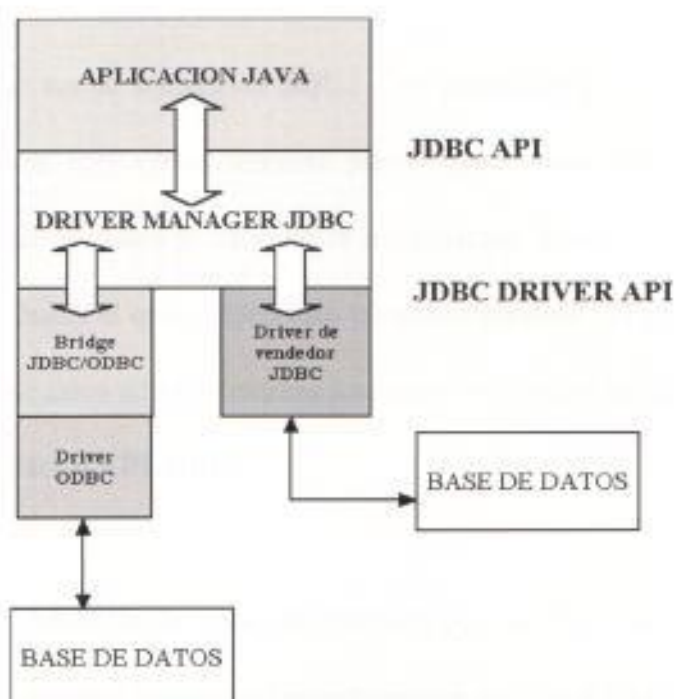 APLICACION JAVA
JDBC API
DRIVER MANAGER JDBC
JDBC DRIVER API
Bridge
JDBC/ODBC
Driver de
vendedor
JDBC
Driver
ODBC
BASE DE DATOS
BASE DE DATOS